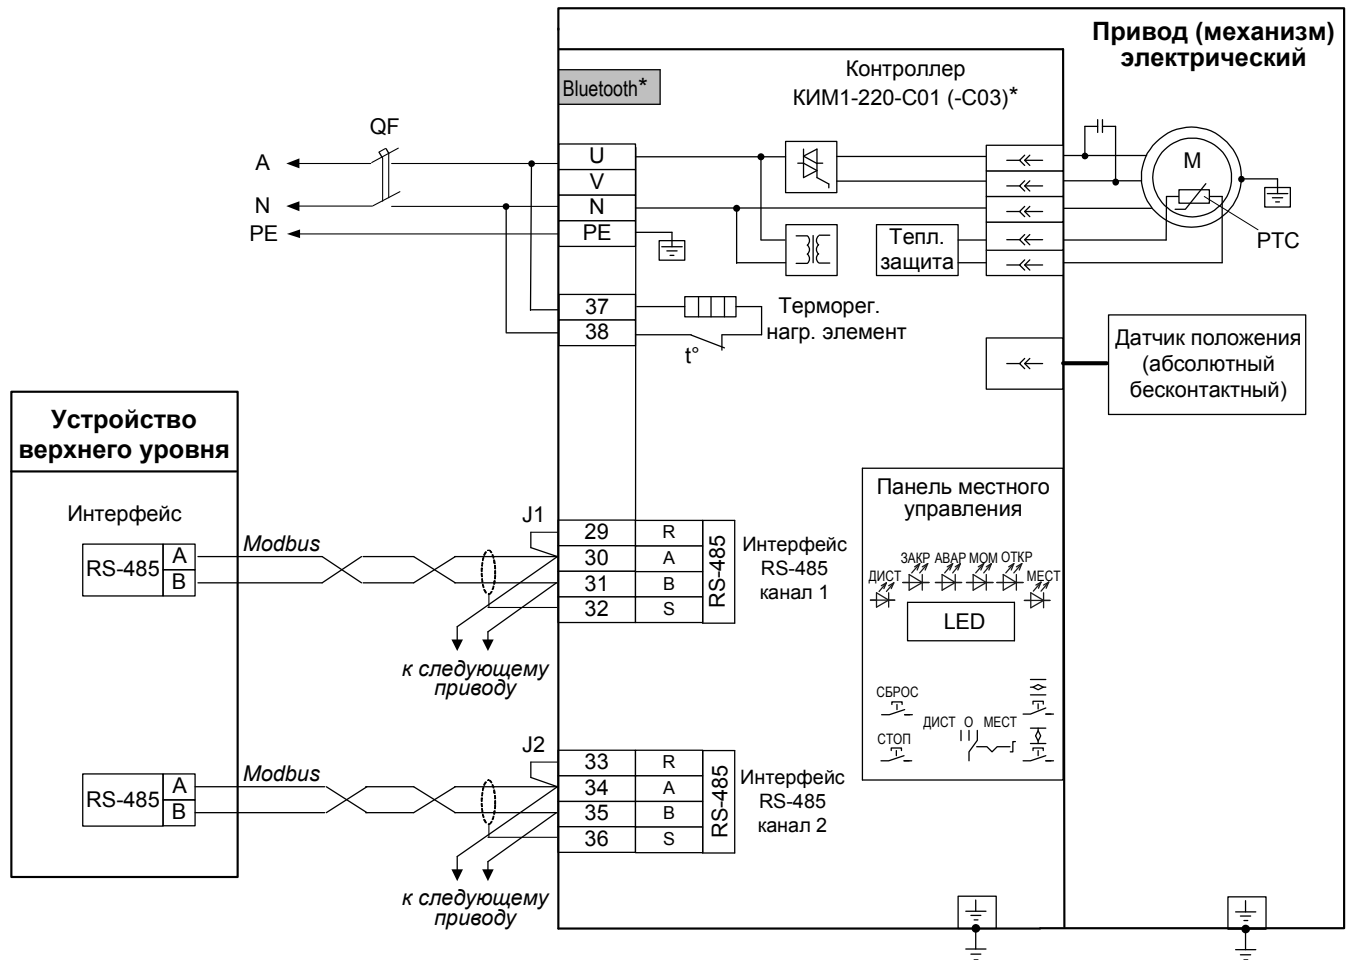 Привод (механизм)
электрический
Контроллер
КИМ1-220-С01 (-С03)*
Bluetooth*
QF
A
N
PE
U
V
N
PE
37
38
Тепл.
защита
M
PTC
Терморег.
нагр. элемент
t°
Датчик положения
(абсолютный
бесконтактный)
Устройство
верхнего уровня
Интерфейс
RS-485
A
B
Modbus
J1
29 R
30 A
31 B
32 S
RS-485
Интерфейс
RS-485
канал 1
к следующему
приводу
Панель местного
управления
ДИСТ ЗАКР АВАР МОМ ОТКР МЕСТ
LED
СБРОС
СТОП
ДИСТ О МЕСТ
RS-485
A
B
Modbus
J2
33 R
34 A
35 B
36 S
RS-485
Интерфейс
RS-485
канал 2
к следующему
приводу